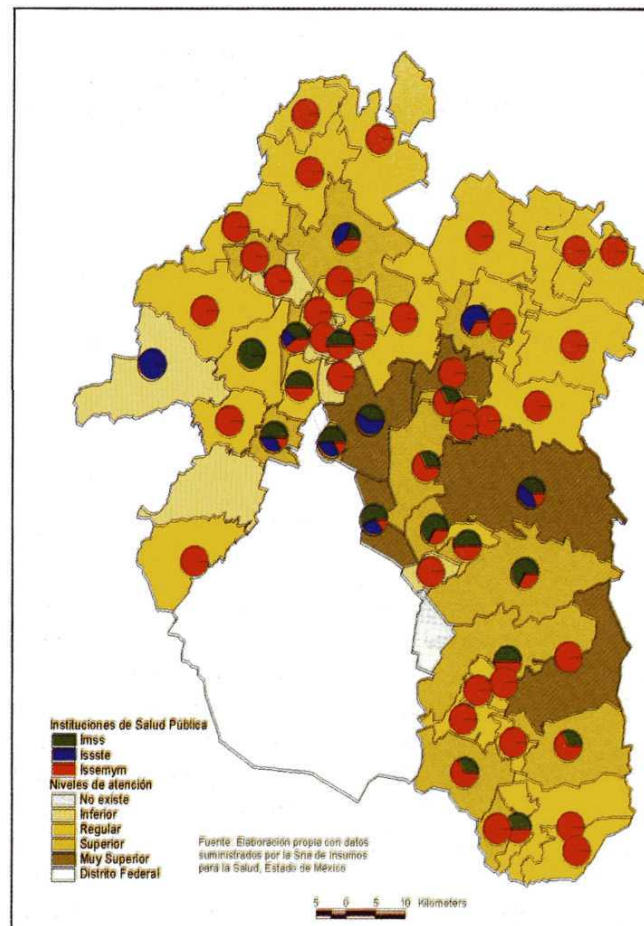 Instituciones de Salud Pública
Imss
Issste
Issemym
Niveles de atención
No existe
Inferior
Regular
Superior
Muy Superior
Distrito Federal
Fuente: Elaboración propia con datos
suministrados por la Sria de Insumos
para la Salud, Estado de México
5 0 5 10 Kilometers